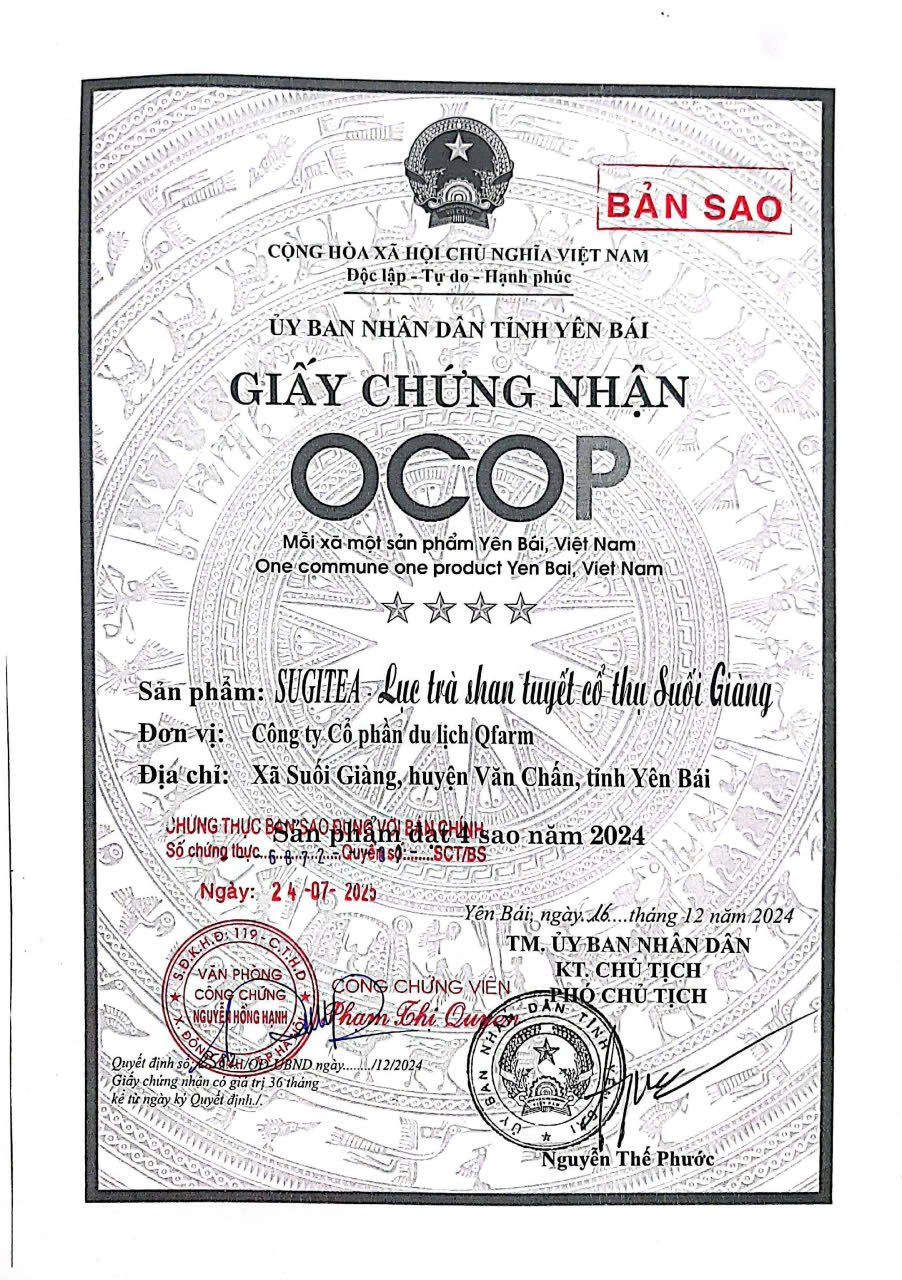 BẢN SAO
CỘNG HÒA XÃ HỘI CHỦ NGHĨA VIỆT NAM
Độc lập - Tự do - Hạnh phúc
ỦY BAN NHÂN DÂN TỈNH YÊN BÁI
GIẤY CHỨNG NHẬN
OCOP
Mỗi xã một sản phẩm Yên Bái, Việt Nam
One commune one product Yen Bai, Viet Nam
Sản phẩm: SUGITEA - Lục trà shan tuyết cổ thụ Suối Giàng
Đơn vị: Công ty Cổ phần du lịch Qfarm
Địa chỉ: Xã Suối Giàng, huyện Văn Chấn, tỉnh Yên Bái
CHỨNG THỰC BẢN SAO ĐÚNG VỚI BẢN CHÍNH
Sản phẩm đạt 4 sao năm 2024
Số chứng thực Quyển số SCT/BS
Ngày: 24-07-2025
Yên Bái, ngày 16 tháng 12 năm 2024
TM. ỦY BAN NHÂN DÂN
KT. CHỦ TỊCH
PHÓ CHỦ TỊCH
S.Đ.K.H.Đ: 119 - C.T.H.D
VĂN PHÒNG
CÔNG CHỨNG
NGUYỄN HỒNG HẠNH
CÔNG CHỨNG VIÊN
Phạm Thị Quyên
ỦY BAN NHÂN DÂN TỈNH YÊN BÁI
Quyết định số: /QĐ-UBND ngày......./12/2024
Giấy chứng nhận có giá trị 36 tháng
kể từ ngày ký Quyết định./.
Nguyễn Thế Phước